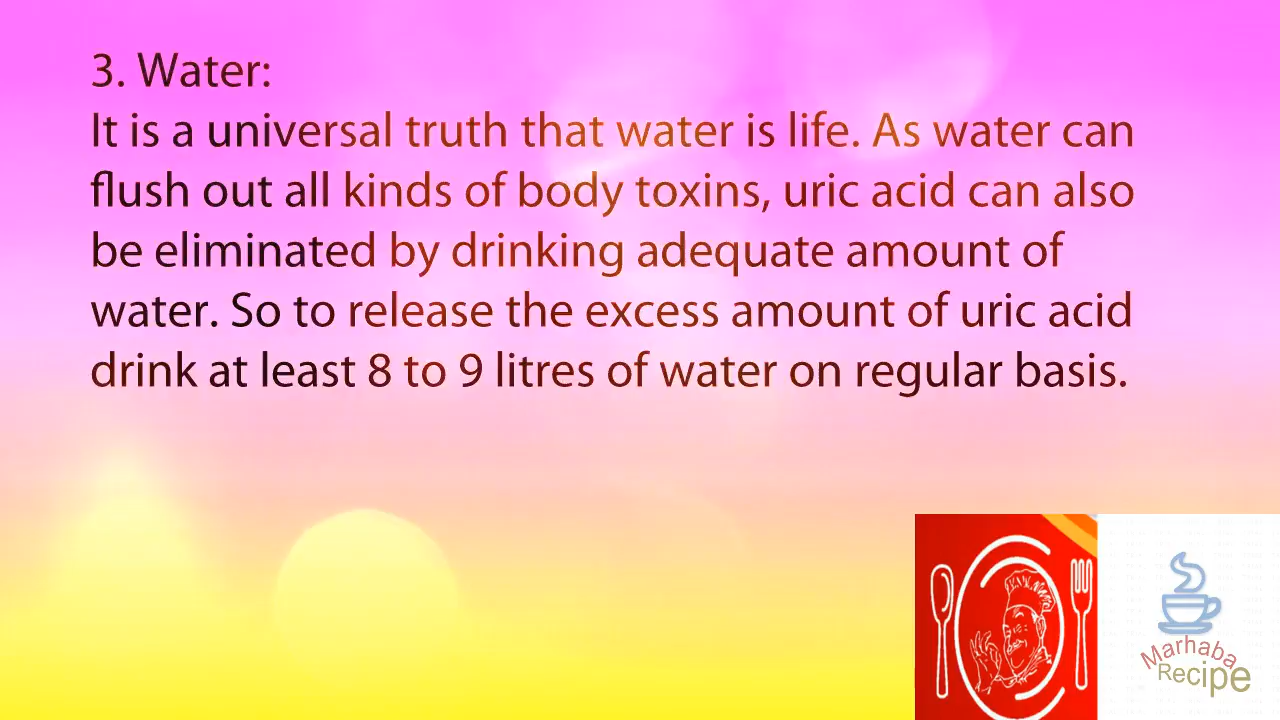 3. Water:
It is a universal truth that water is life. As water can
flush out all kinds of body toxins, uric acid can also
be eliminated by drinking adequate amount of
water. So to release the excess amount of uric acid
drink at least 8 to 9 litres of water on regular basis.
Marhaba
Recipe